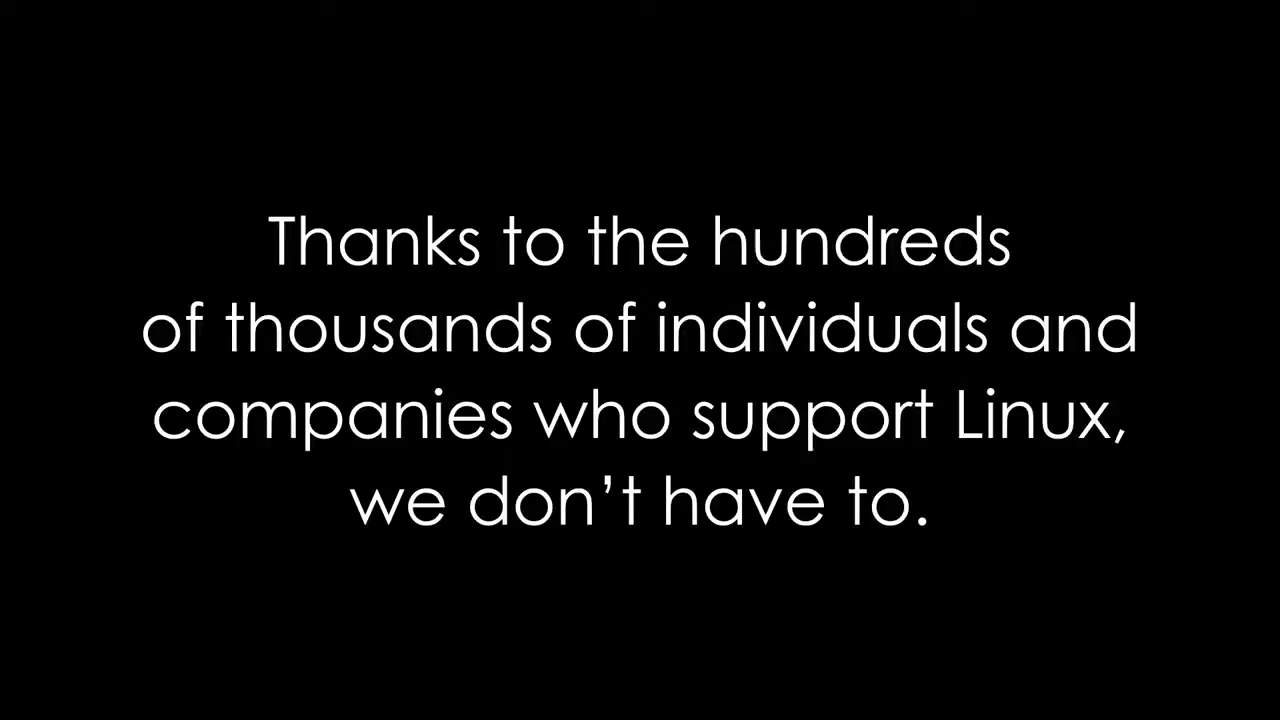 Thanks to the hundreds
of thousands of individuals and
companies who support Linux,
we don’t have to.